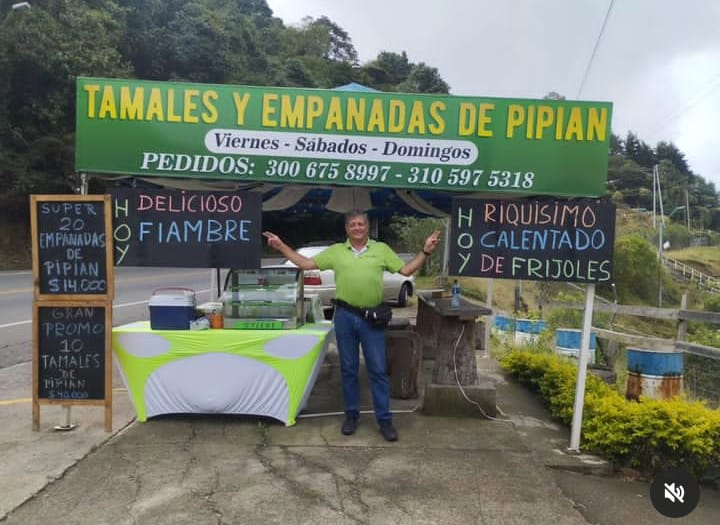 TAMALES Y EMPANADAS DE PIPIAN
Viernes - Sábados - Domingos
PEDIDOS: 300 675 8997 - 310 597 5318
SUPER
20
EMPANADAS
DE
PIPIAN
$14.000
GRAN
PROMO
10
TAMALES
DE
PIPIAN
$40.000
HOY
DELICIOSO
FIAMBRE
HOY
RIQUÍSIMO
CALENTADO
DE FRIJOLES